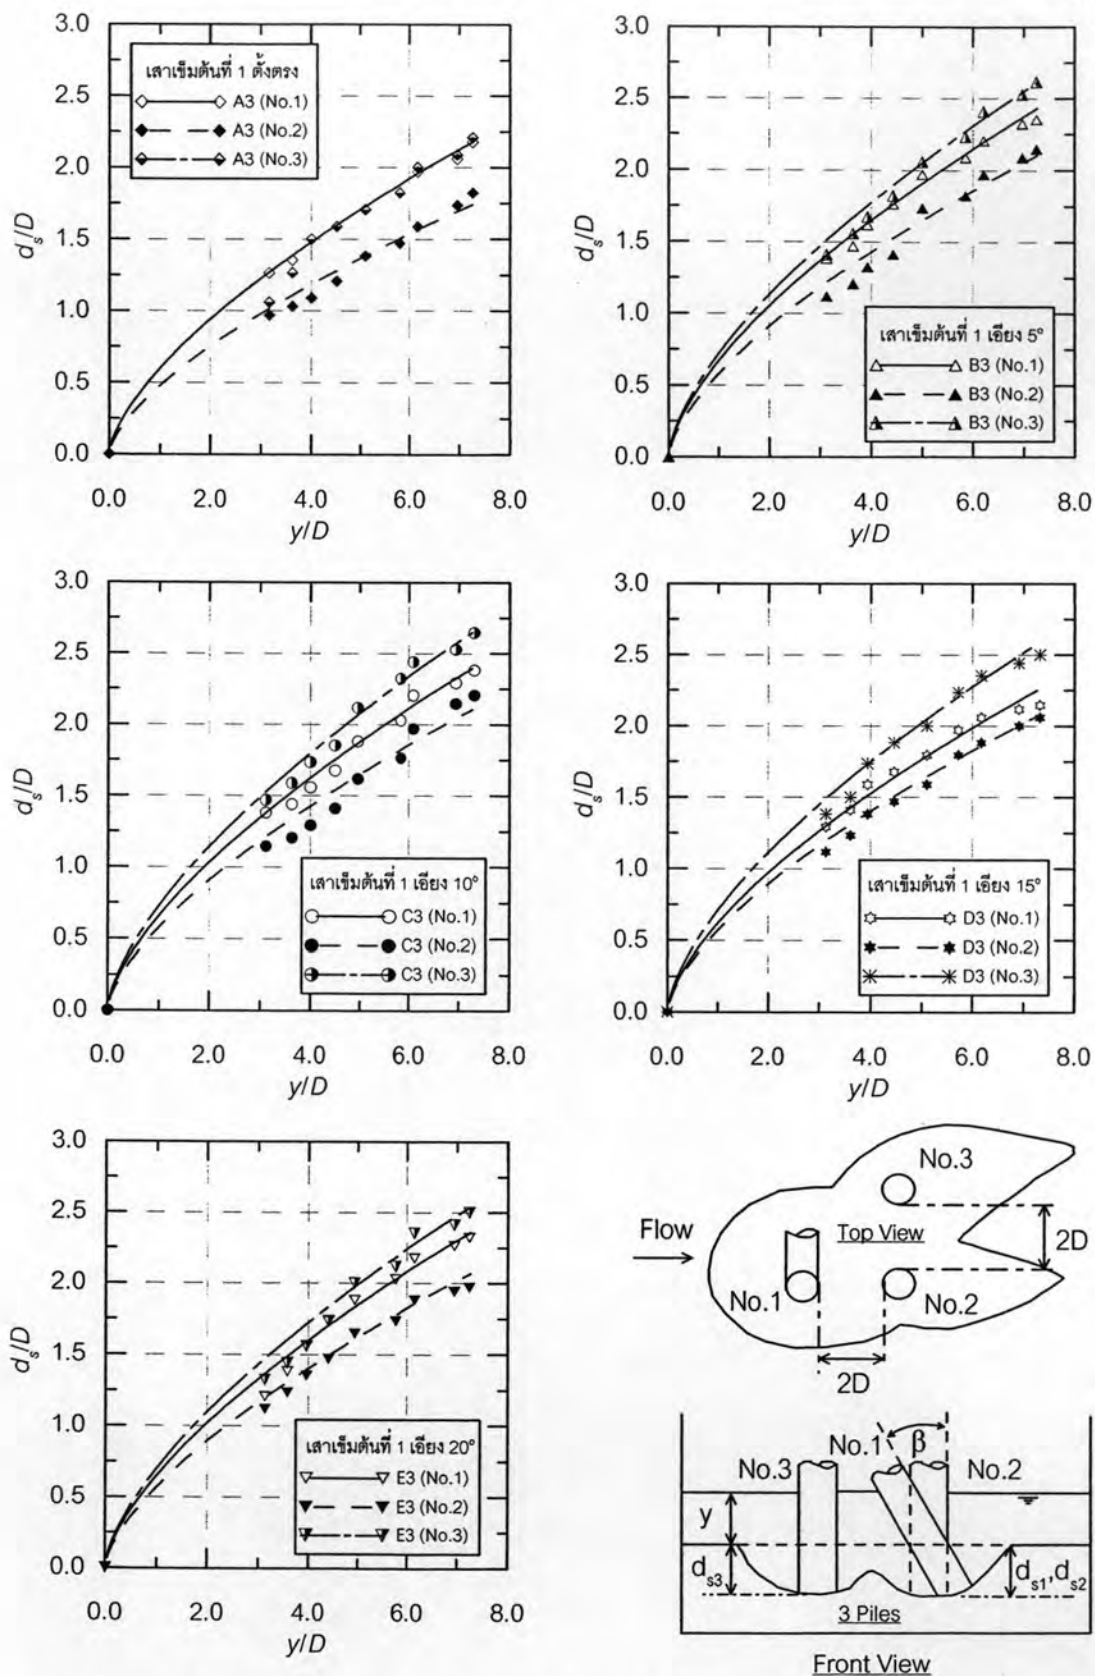 3.0
2.5
2.0
1.5
1.0
0.5
0.0
d_s/D
เสาเข็มต้นที่ 1 ตั้งตรง
A3 (No.1)
A3 (No.2)
A3 (No.3)
0.0 2.0 4.0 6.0 8.0
y/D
3.0
2.5
2.0
1.5
1.0
0.5
0.0
d_s/D
เสาเข็มต้นที่ 1 เอียง 5°
B3 (No.1)
B3 (No.2)
B3 (No.3)
0.0 2.0 4.0 6.0 8.0
y/D
3.0
2.5
2.0
1.5
1.0
0.5
0.0
d_s/D
เสาเข็มต้นที่ 1 เอียง 10°
C3 (No.1)
C3 (No.2)
C3 (No.3)
0.0 2.0 4.0 6.0 8.0
y/D
3.0
2.5
2.0
1.5
1.0
0.5
0.0
d_s/D
เสาเข็มต้นที่ 1 เอียง 15°
D3 (No.1)
D3 (No.2)
D3 (No.3)
0.0 2.0 4.0 6.0 8.0
y/D
3.0
2.5
2.0
1.5
1.0
0.5
0.0
d_s/D
เสาเข็มต้นที่ 1 เอียง 20°
E3 (No.1)
E3 (No.2)
E3 (No.3)
0.0 2.0 4.0 6.0 8.0
y/D
No.3
Flow
Top View
2D
No.1
No.2
2D
No.1
β
No.3
No.2
y
d_s3
d_s1, d_s2
3 Piles
Front View